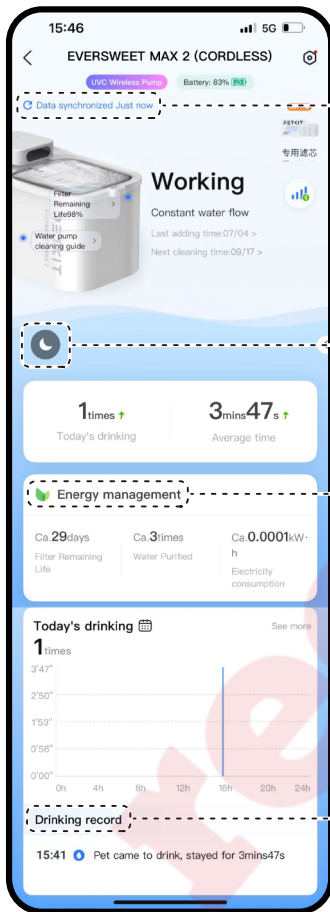 15:46
5G
EVERSWEET MAX 2 (CORDLESS)
UVC Wireless Pump
Battery: 83%
Data synchronized Just now
PETKIT
专用滤芯
Filter
Remaining
Life98%
Water pump
cleaning guide
PETKIT
Working
Constant water flow
Last adding time:07/04 >
Next cleaning time:09/17 >
1times
3mins47s
Today's drinking
Average time
Energy management
Ca.29days
Ca.3times
Ca.0.0001kW·
h
Filter Remaining
Life
Water Purified
Electricity
consumption
Today's drinking
See more
1times
3'47"
2'50"
1'53"
0'56"
0'00"
0h 4h 8h 12h 16h 20h 24h
Drinking record
15:41 Pet came to drink, stayed for 3mins47s